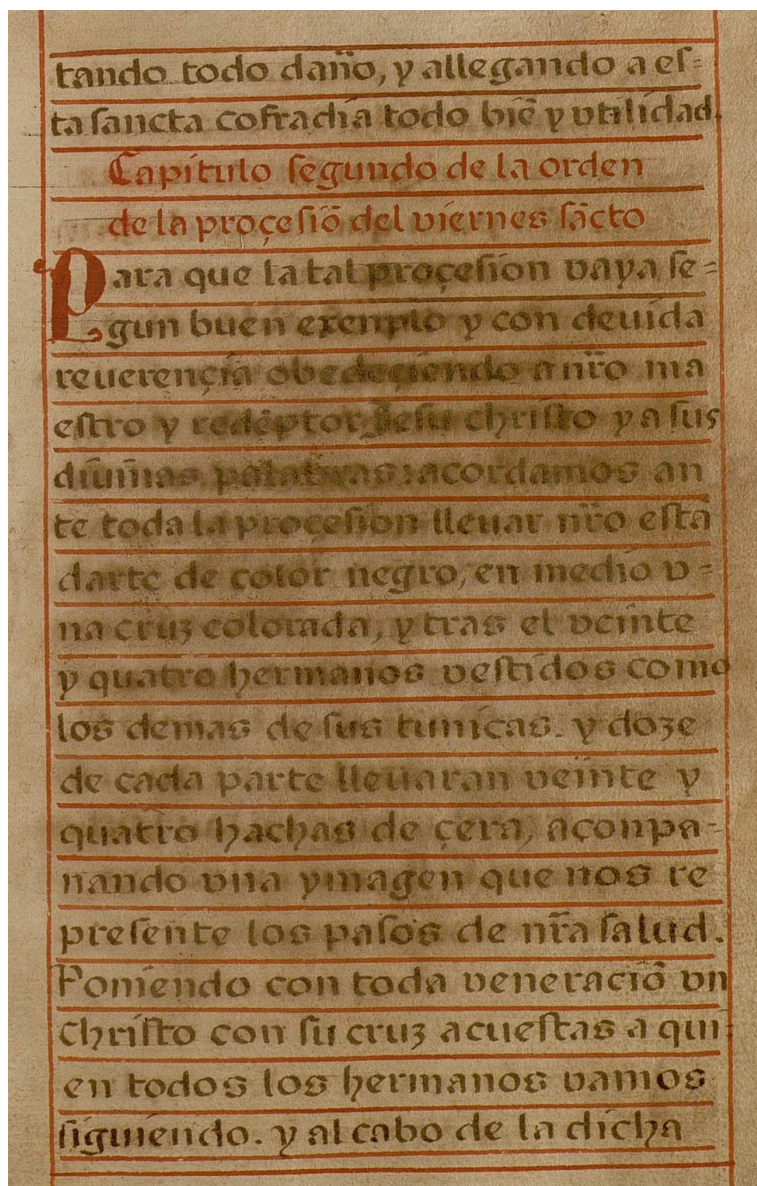 tando todo daño, y allegando a eſ=
ta ſancta cofradia todo biẽ y vtilidad.
Capitulo ſegundo de la orden
de la proçeſiõ del viernes ſãcto
Para que la tal proçeſion vaya ſe=
gun buen exenplo y con deuida
reuerençia obedeçiendo a nr̃o ma
eſtro y redẽptor Jeſu chriſto y a ſus
diuinas palabras: acordamos an
te toda la proçeſion lleuar nr̃o eſtã
darte de color negro, en medio v=
na cruz colorada, y tras el veinte
y quatro hermanos veſtidos como
los demas de ſus tunicas. y doze
de cada parte lleuaran veinte y
quatro hachas de çera, aconpa-
nando vna ymagen que nos re
preſente los paſos de nr̃a ſalud.
Poniendo con toda veneraciõ vn
Chriſto con ſu cruz acueſtas a qui-
en todos los hermanos vamos
ſiguiendo. y al cabo de la dicha